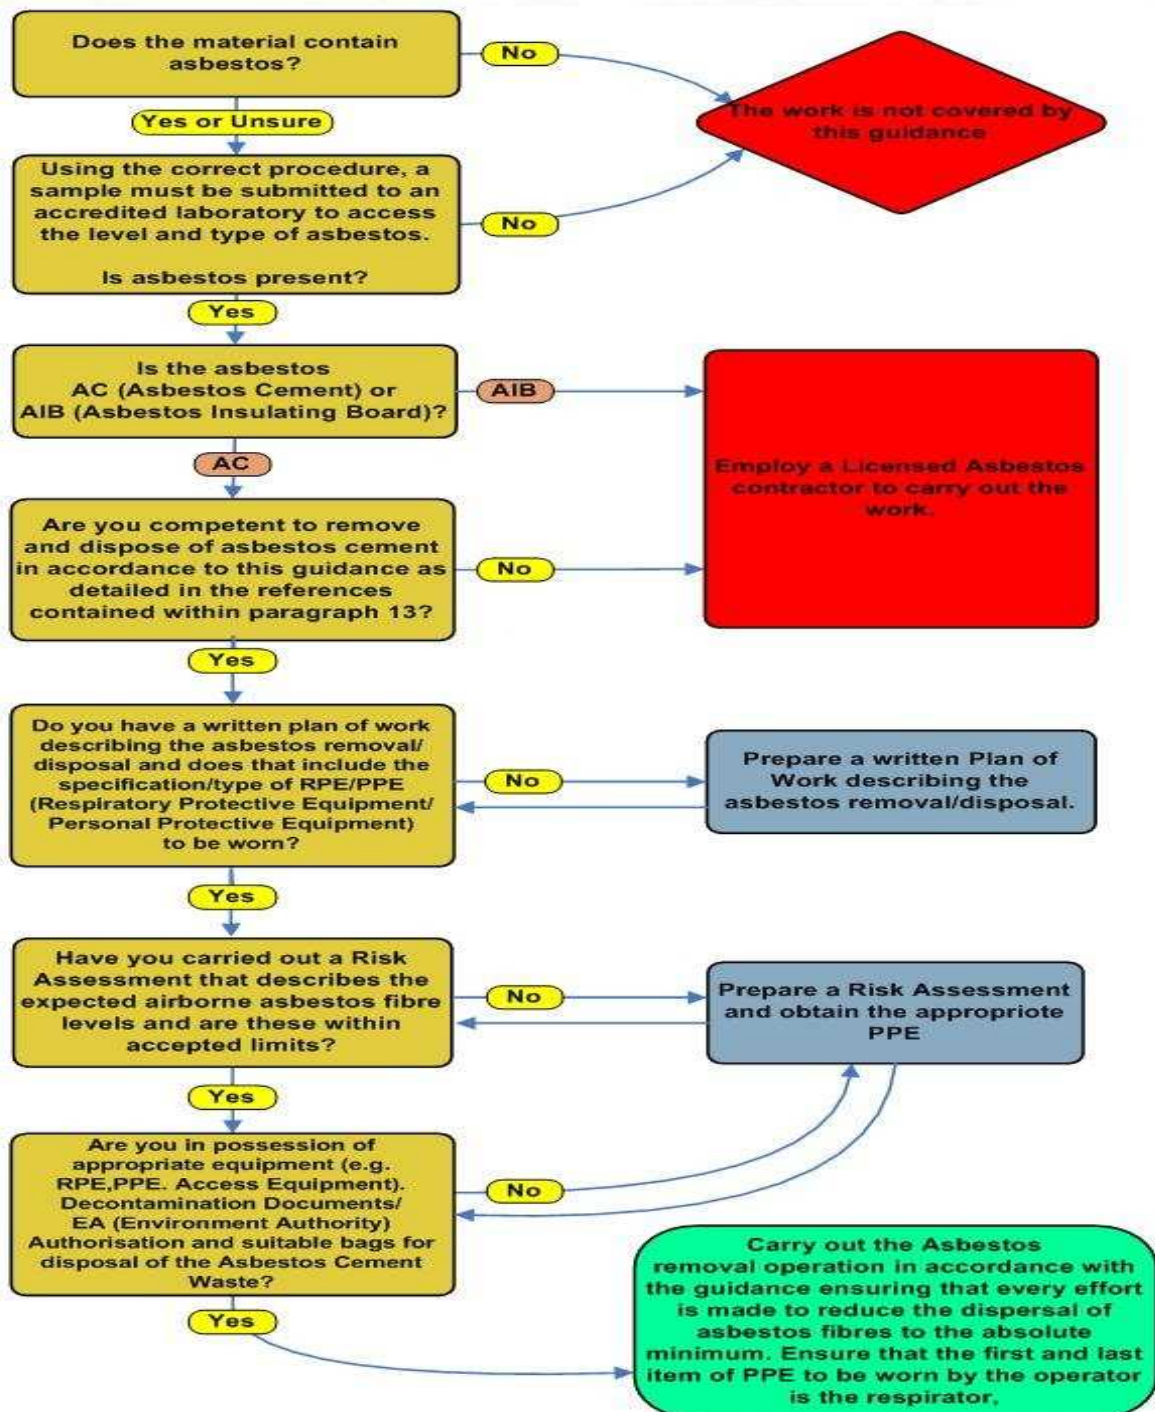 Does the material contain
asbestos?
No
The work is not covered by
this guidance
Yes or Unsure
Using the correct procedure, a
sample must be submitted to an
accredited laboratory to access
the level and type of asbestos.
Is asbestos present?
No
Yes
Is the asbestos
AC (Asbestos Cement) or
AIB (Asbestos Insulating Board)?
AIB
Employ a Licensed Asbestos
contractor to carry out the
work.
AC
Are you competent to remove
and dispose of asbestos cement
in accordance to this guidance as
detailed in the references
contained within paragraph 13?
No
Yes
Do you have a written plan of work
describing the asbestos removal/
disposal and does that include the
specification/type of RPE/PPE
(Respiratory Protective Equipment/
Personal Protective Equipment)
to be worn?
No
Prepare a written Plan of
Work describing the
asbestos removal/disposal.
Yes
Have you carried out a Risk
Assessment that describes the
expected airborne asbestos fibre
levels and are these within
accepted limits?
No
Prepare a Risk Assessment
and obtain the appropriote
PPE
Yes
Are you in possession of
appropriate equipment (e.g.
RPE,PPE. Access Equipment).
Decontamination Documents/
EA (Environment Authority)
Authorisation and suitable bags for
disposal of the Asbestos Cement
Waste?
No
Yes
Carry out the Asbestos
removal operation in accordance with
the guidance ensuring that every effort
is made to reduce the dispersal of
asbestos fibres to the absolute
minimum. Ensure that the first and last
item of PPE to be worn by the operator
is the respirator,